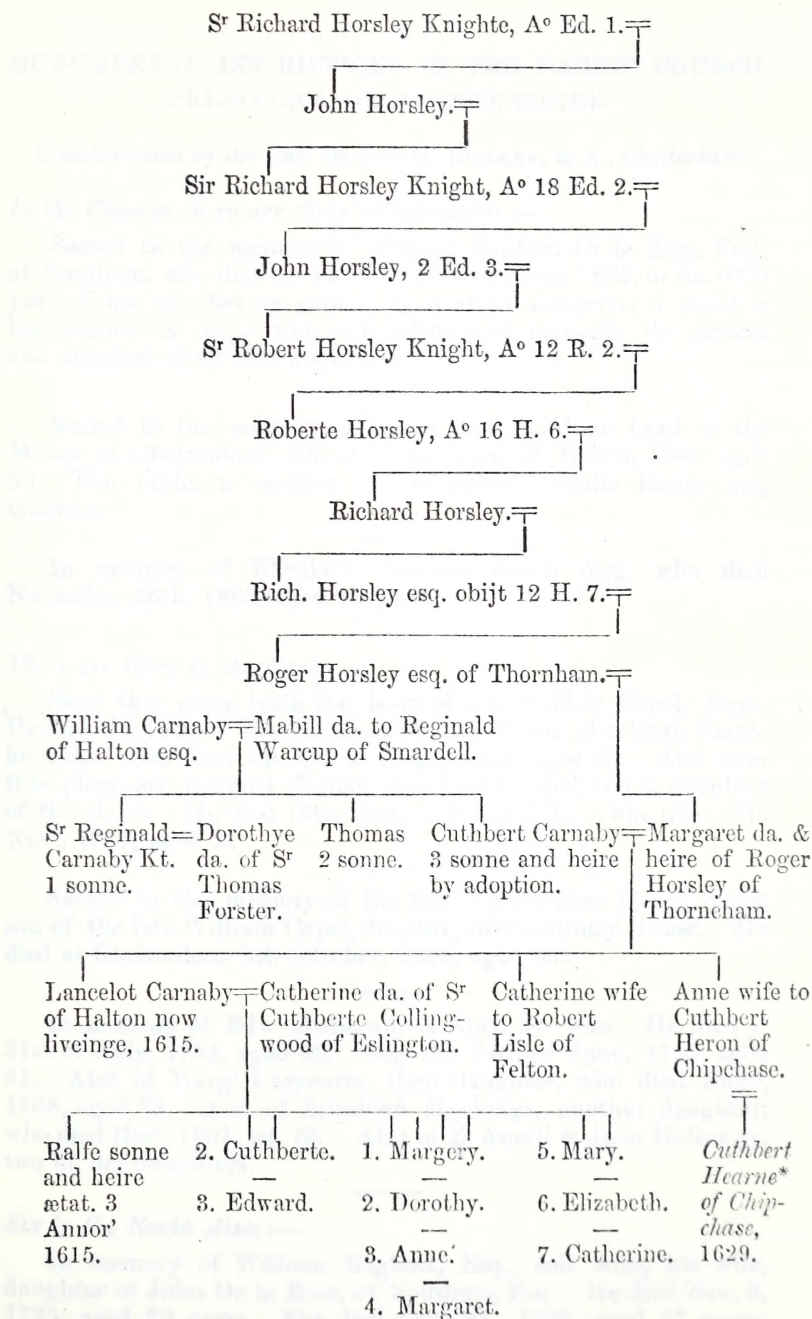 Sʳ Richard Horsley Knighte, Aº Ed. 1.
John Horsley.
Sir Richard Horsley Knight, Aº 18 Ed. 2.
John Horsley, 2 Ed. 3.
Sʳ Robert Horsley Knight, Aº 12 R. 2.
Roberte Horsley, Aº 16 H. 6.
Richard Horsley.
Rich. Horsley esq. obijt 12 H. 7.
Roger Horsley esq. of Thornham.
William Carnaby
of Halton esq.
Mabill da. to Reginald
Warcup of Smardell.
Sʳ Reginald
Carnaby Kt.
1 sonne.
Dorothye
da. of Sʳ
Thomas
Forster.
Thomas
2 sonne.
Cuthbert Carnaby
3 sonne and heire
by adoption.
Margaret da. &
heire of Roger
Horsley of
Thorneham.
Lancelot Carnaby
of Halton now
liveinge, 1615.
Catherine da. of Sʳ
Cuthberte Colling-
wood of Eslington.
Catherine wife
to Robert
Lisle of
Felton.
Anne wife to
Cuthbert
Heron of
Chipchase.
Ralfe sonne
and heire
ætat. 3
Annor'
1615.
2. Cuthberte.
3. Edward.
1. Margery.
2. Dorothy.
3. Anne.
4. Margaret.
5. Mary.
6. Elizabeth.
7. Catherine.
Cuthbert
Hearne*
of Chip-
chase,
1629.